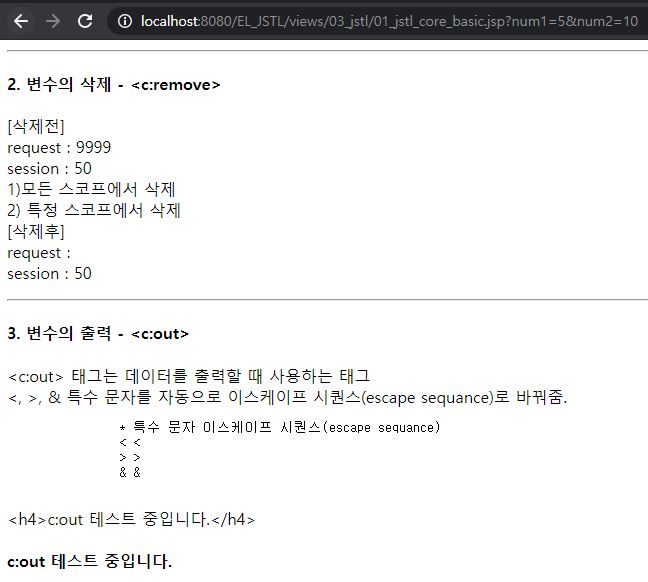 localhost:8080/EL_JSTL/views/03_jstl/01_jstl_core_basic.jsp?num1=5&num2=10
2. 변수의 삭제 - <c:remove>
[삭제전]
request : 9999
session : 50
1)모든 스코프에서 삭제
2) 특정 스코프에서 삭제
[삭제후]
request :
session : 50
3. 변수의 출력 - <c:out>
<c:out> 태그는 데이터를 출력할 때 사용하는 태그
<, >, & 특수 문자를 자동으로 이스케이프 시퀀스(escape sequance)로 바꿔줌.
* 특수 문자 이스케이프 시퀀스(escape sequance)
< <
> >
& &
<h4>c:out 테스트 중입니다.</h4>
c:out 테스트 중입니다.